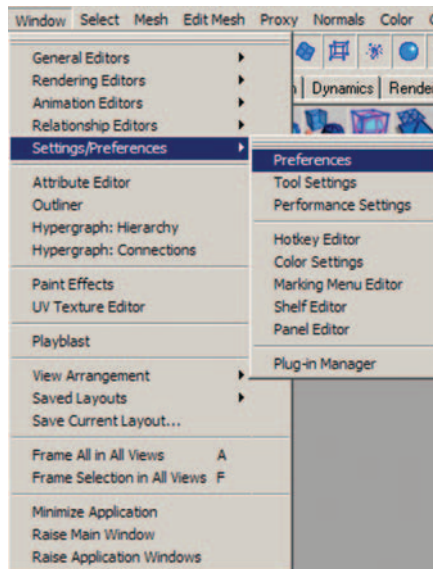 Window Select Mesh Edit Mesh Proxy Normals Color
General Editors
Rendering Editors
Animation Editors
Relationship Editors
Settings/Preferences
Attribute Editor
Outliner
Hypergraph: Hierarchy
Hypergraph: Connections
Paint Effects
UV Texture Editor
Playblast
View Arrangement
Saved Layouts
Save Current Layout...
Frame All in All Views A
Frame Selection in All Views F
Minimize Application
Raise Main Window
Raise Application Windows
Dynamics
Preferences
Tool Settings
Performance Settings
Hotkey Editor
Color Settings
Marking Menu Editor
Shelf Editor
Panel Editor
Plug-in Manager